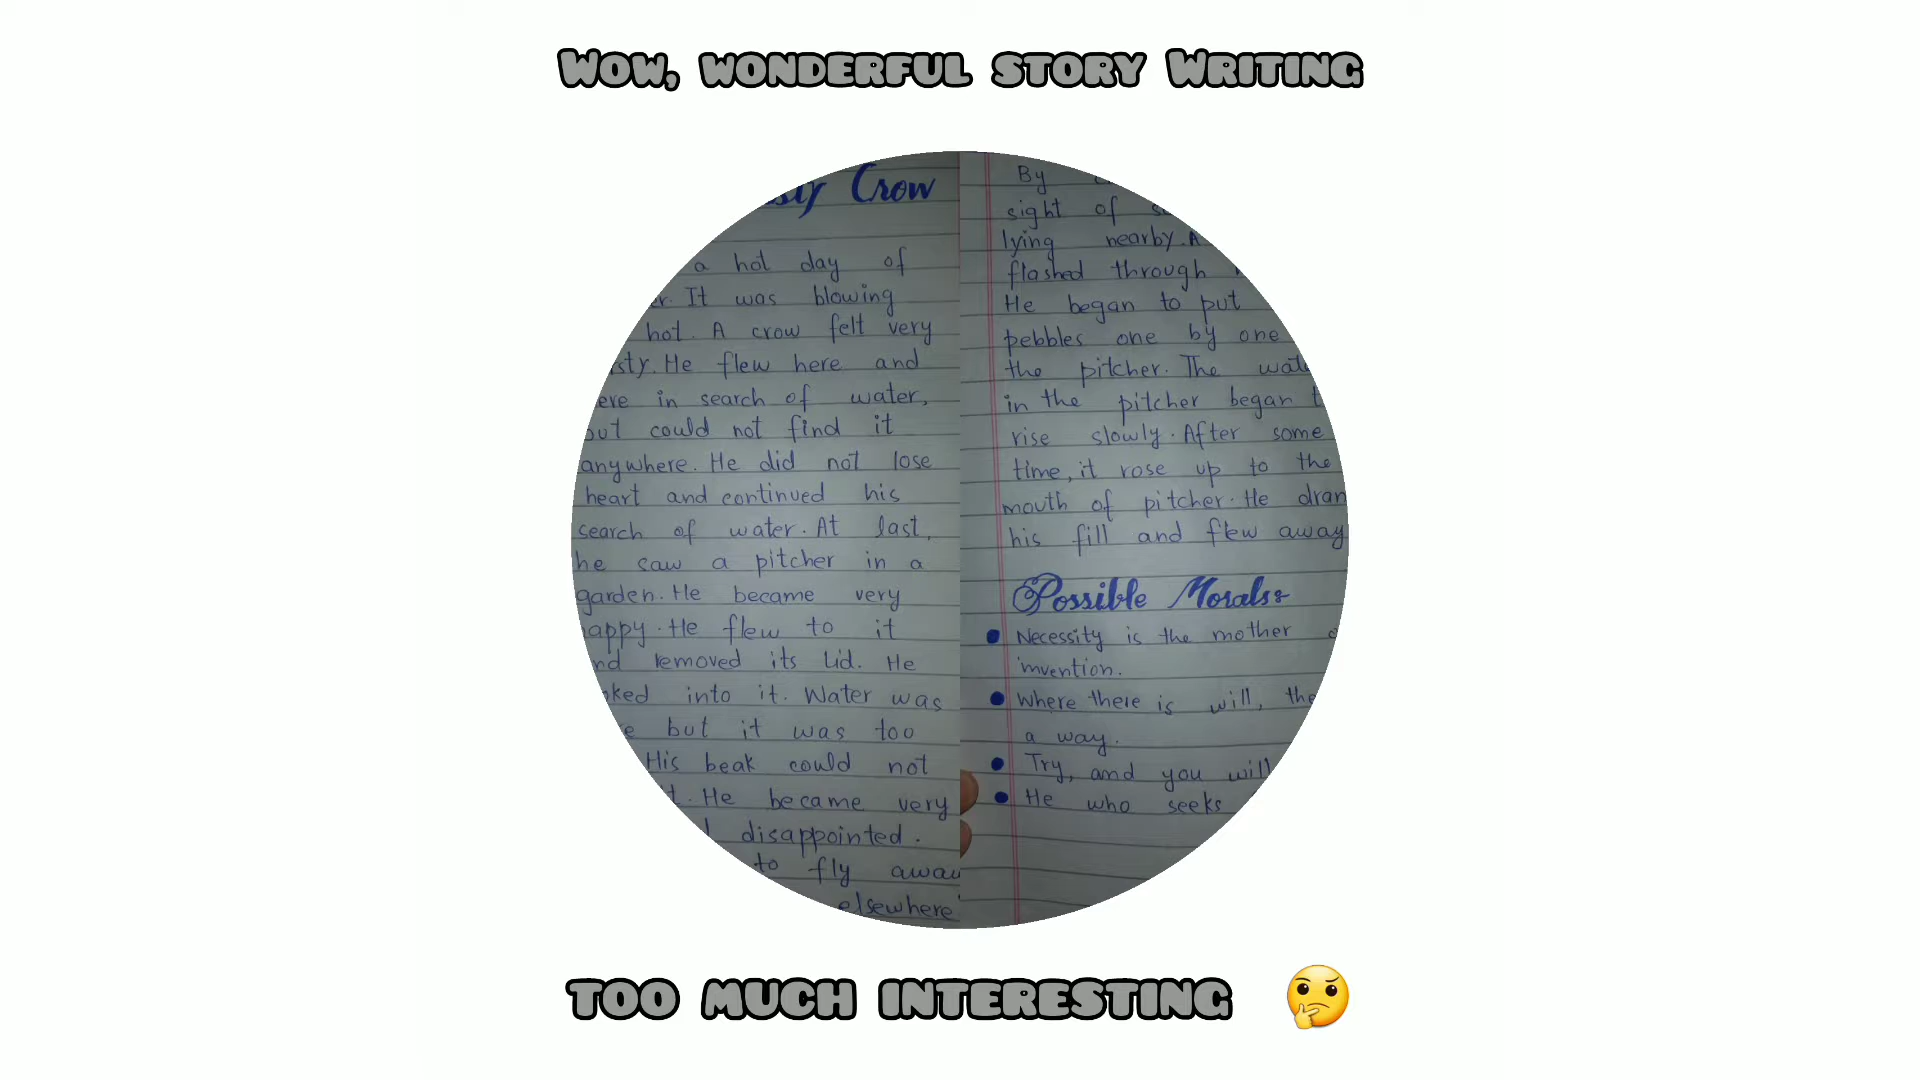 WOW, WONDERFUL STORY WRITING
Crow
a hot day of
It was blowing
hot. A crow felt very
He flew here and
in search of water,
but could not find it
anywhere. He did not lose
heart and continued his
search of water. At last,
he saw a pitcher in a
garden. He became very
happy. He flew to it
and removed its lid. He
into it. Water was
but it was too
His beak could not
He became very
disappointed.
to fly away
elsewhere
By
sight of
lying nearby. A
flashed through
He began to put
pebbles one by one
the pitcher. The
in the pitcher began
rise slowly. After some
time, it rose up to the
mouth of pitcher. He
his fill and flew away
Possible Morals:
Necessity is the mother
invention.
Where there is will,
a way.
Try, and you will
He who seeks
TOO MUCH INTERESTING 🤔